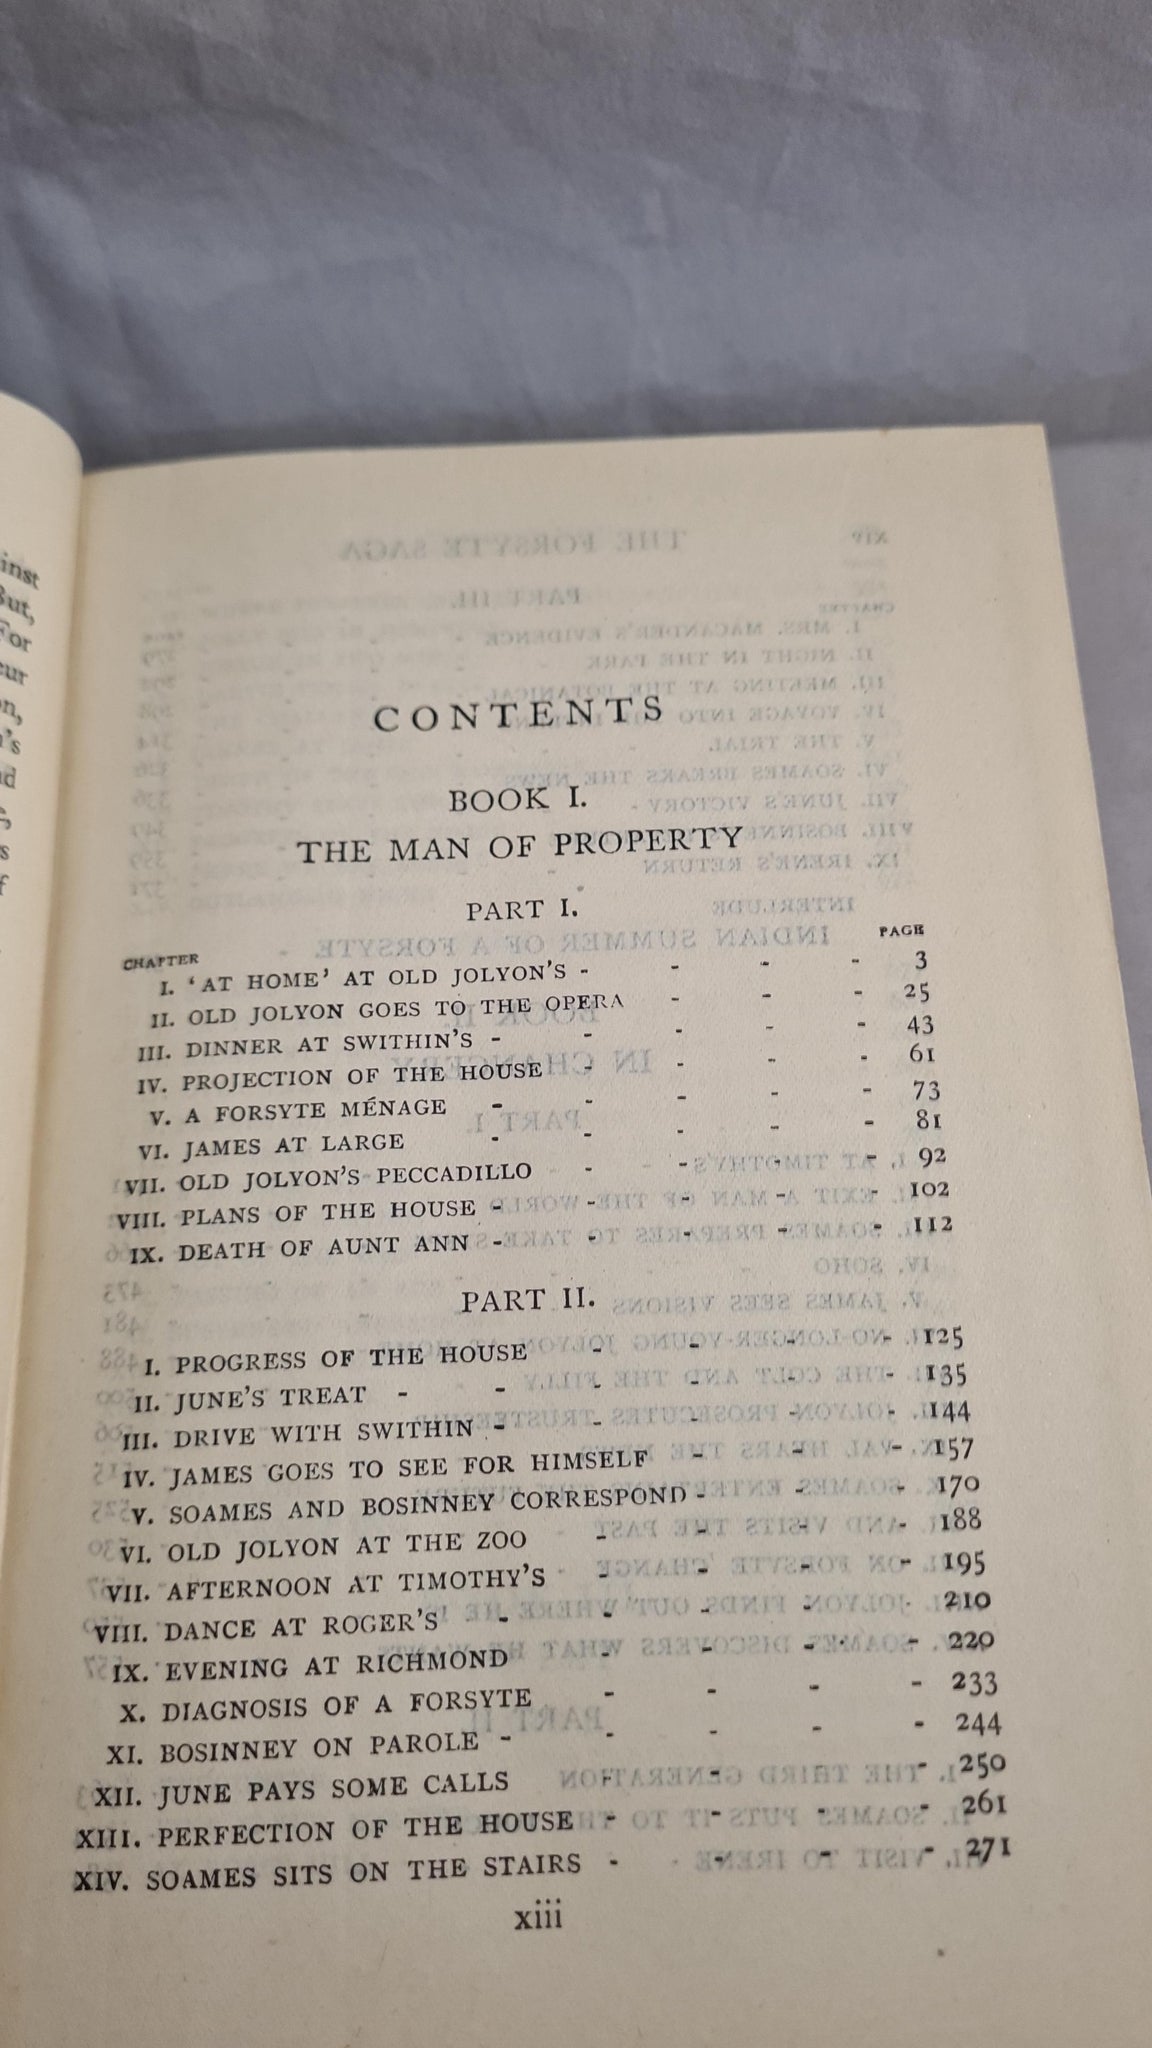 inst
But,
For
eur
on,
n's
nd
s
f
CONTENTS
BOOK I.
THE MAN OF PROPERTY
PART I.
CHAPTER PAGE
I. 'AT HOME' AT OLD JOLYON'S - - - - 3
II. OLD JOLYON GOES TO THE OPERA - - - 25
III. DINNER AT SWITHIN'S - - - - - 43
IV. PROJECTION OF THE HOUSE - - - - 61
V. A FORSYTE MÉNAGE - - - - - 73
VI. JAMES AT LARGE - - - - - 81
VII. OLD JOLYON'S PECCADILLO - - - - 92
VIII. PLANS OF THE HOUSE - - - - - 102
IX. DEATH OF AUNT ANN - - - - - 112
PART II.
I. PROGRESS OF THE HOUSE - - - - 125
II. JUNE'S TREAT - - - - - - 135
III. DRIVE WITH SWITHIN - - - - - 144
IV. JAMES GOES TO SEE FOR HIMSELF - - - 157
V. SOAMES AND BOSINNEY CORRESPOND - - - 170
VI. OLD JOLYON AT THE ZOO - - - - 188
VII. AFTERNOON AT TIMOTHY'S - - - - 195
VIII. DANCE AT ROGER'S - - - - - 210
IX. EVENING AT RICHMOND - - - - 220
X. DIAGNOSIS OF A FORSYTE - - - - 233
XI. BOSINNEY ON PAROLE - - - - - 244
XII. JUNE PAYS SOME CALLS - - - - 250
XIII. PERFECTION OF THE HOUSE - - - - 261
XIV. SOAMES SITS ON THE STAIRS - - - - 271
xiii